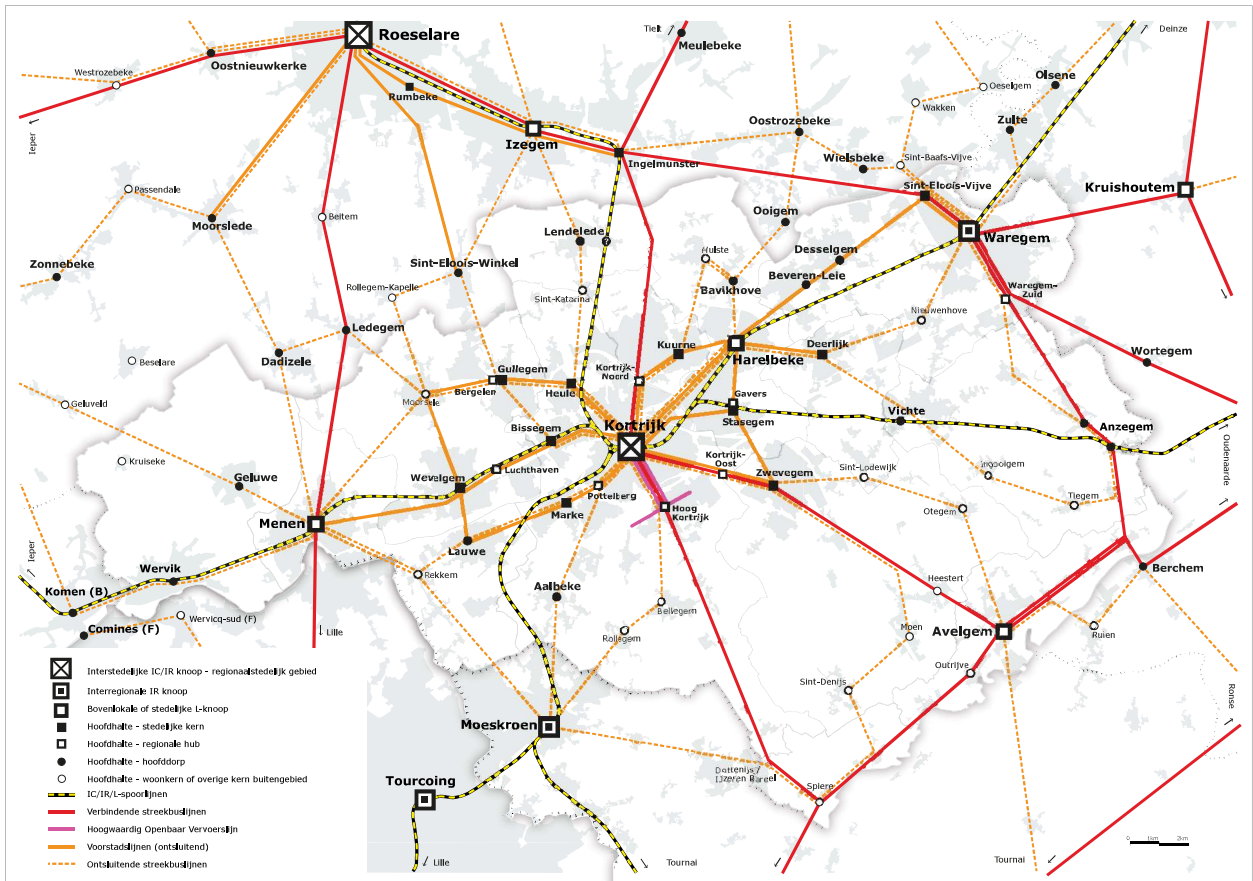 Roeselare
Tielt
Meulebeke
Deinze
Oostnieuwkerke
Westrozebeke
Rumbeke
Olsene
Oeselgem
Wakken
Izegem
Oostrozebeke
Zulte
Ieper
Ingelmunster
Wielsbeke
Sint-Baafs-Vijve
Passendale
Sint-Eloois-Vijve
Kruishoutem
Beitem
Moorslede
Ooigem
Lendelede
Waregem
Hulste
Desselgem
Zonnebeke
Sint-Eloois-Winkel
Beveren-Leie
Rollegem-Kapelle
Sint-Katarina
Bavikhove
Waregem-
Zuid
Nieuwenhove
Ledegem
Kuurne
Deerlijk
Harelbeke
Dadizele
Beselare
Wortegem
Gullegem
Kortrijk-
Noord
Bergelen
Heule
Moorsele
Gavers
Geluveld
Stasegem
Vichte
Kortrijk
Bissegem
Anzegem
Kruiseke
Luchthaven
Kortrijk-
Oost
Zwevegem
Sint-Lodewijk
Oudenaarde
Geluwe
Wevelgem
Pottelberg
Marke
Hoog
Kortrijk
Tiegem
Otegem
Menen
Lauwe
Ieper
Wervik
Rekkem
Aalbeke
Heestert
Berchem
Komen (B)
Wervicq-sud (F)
Bellegem
Comines (F)
Lille
Rollegem
Moen
Avelgem
Ruien
Outrijve
Sint-Denijs
Ronse
Moeskroen
Dottenijs /
IJzeren Bareel
Tourcoing
Spiere
Lille
Tournai
Tournai
0 1km 2km
Interstedelijke IC/IR knoop - regionaalstedelijk gebied
Interregionale IR knoop
Bovenlokale of stedelijke L-knoop
Hoofdhalte - stedelijke kern
Hoofdhalte - regionale hub
Hoofdhalte - hoofddorp
Hoofdhalte - woonkern of overige kern buitengebied
IC/IR/L-spoorlijnen
Verbindende streekbuslijnen
Hoogwaardig Openbaar Vervoerslijn
Voorstadslijnen (ontsluitend)
Ontsluitende streekbuslijnen